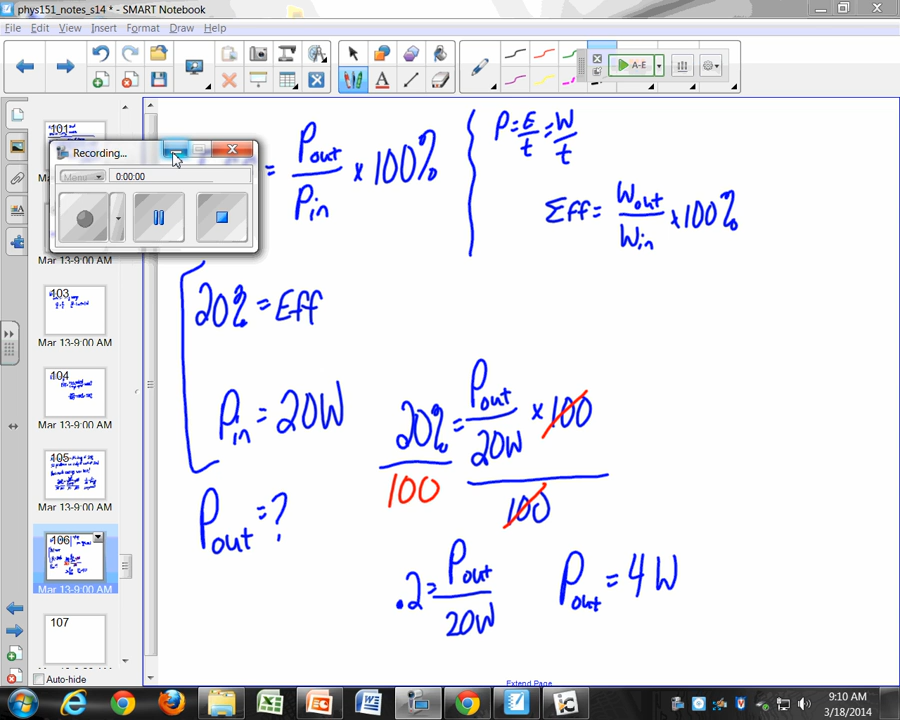 phys151_notes_s14 * - SMART Notebook
File Edit View Insert Format Draw Help
A-E
101
Recording...
Menu
0:00:00
Mar 13-9:00 AM
103
Mar 13-9:00 AM
104
Mar 13-9:00 AM
105
Mar 13-9:00 AM
106
Mar 13-9:00 AM
107
Auto-hide
= Pout/Pin × 100%
P = E/t = W/t
Eff = Wout/Win × 100%
20% = Eff
Pin = 20W
20%/100 = Pout/20W × 100/100
Pout = ?
.2 = Pout/20W
Pout = 4W
Extend Page
9:10 AM
3/18/2014